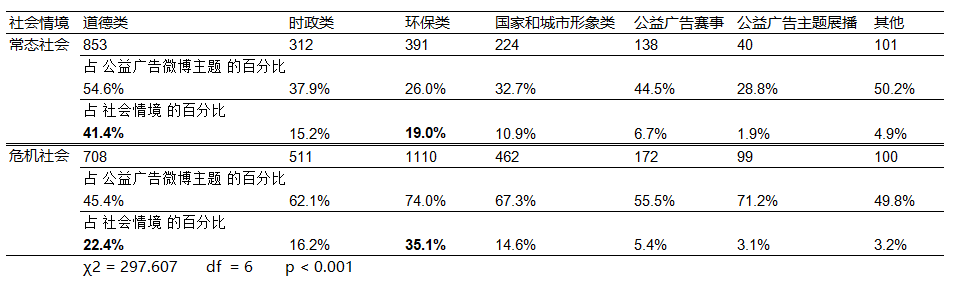 社会情境 道德类 时政类 环保类 国家和城市形象类 公益广告赛事 公益广告主题展播 其他
常态社会 853 312 391 224 138 40 101
占 公益广告微博主题 的百分比
54.6% 37.9% 26.0% 32.7% 44.5% 28.8% 50.2%
占 社会情境 的百分比
41.4% 15.2% 19.0% 10.9% 6.7% 1.9% 4.9%
危机社会 708 511 1110 462 172 99 100
占 公益广告微博主题 的百分比
45.4% 62.1% 74.0% 67.3% 55.5% 71.2% 49.8%
占 社会情境 的百分比
22.4% 16.2% 35.1% 14.6% 5.4% 3.1% 3.2%
χ2 = 297.607 df = 6 p < 0.001